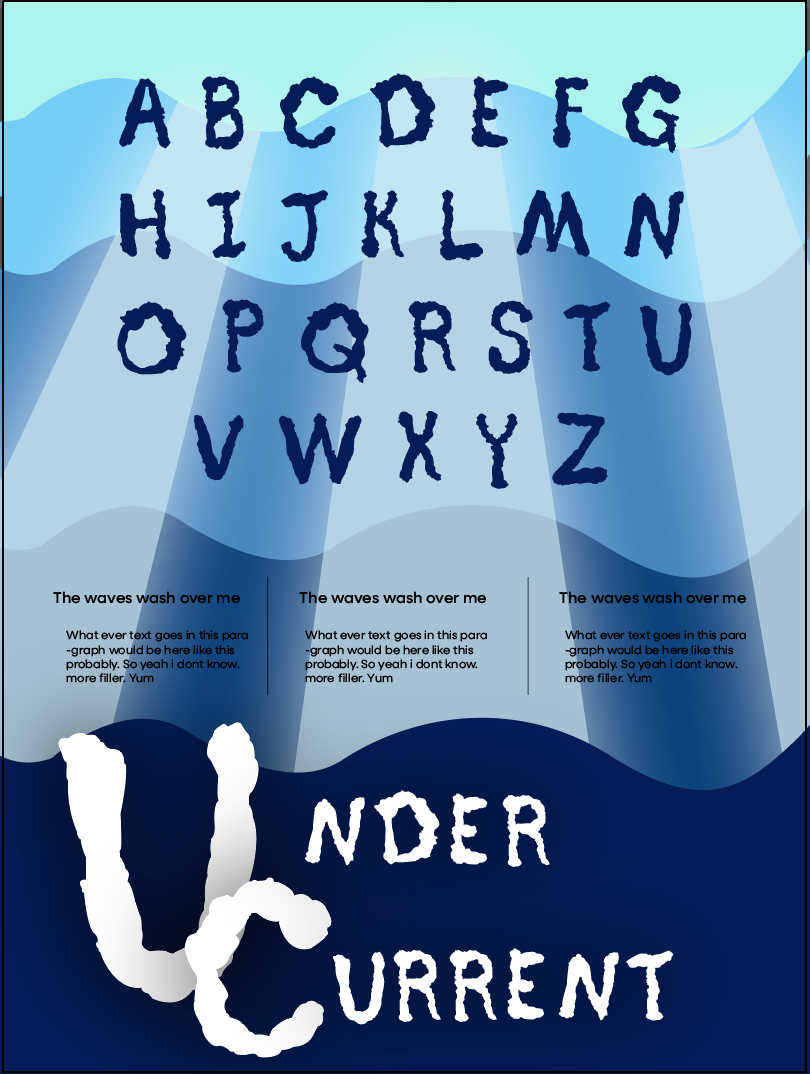 A B C D E F G
H I J K L M N
O P Q R S T U
V W X Y Z
The waves wash over me
What ever text goes in this para
-graph would be here like this
probably. So yeah i dont know.
more filler. Yum
The waves wash over me
What ever text goes in this para
-graph would be here like this
probably. So yeah i dont know.
more filler. Yum
The waves wash over me
What ever text goes in this para
-graph would be here like this
probably. So yeah i dont know.
more filler. Yum
UNDER
CURRENT